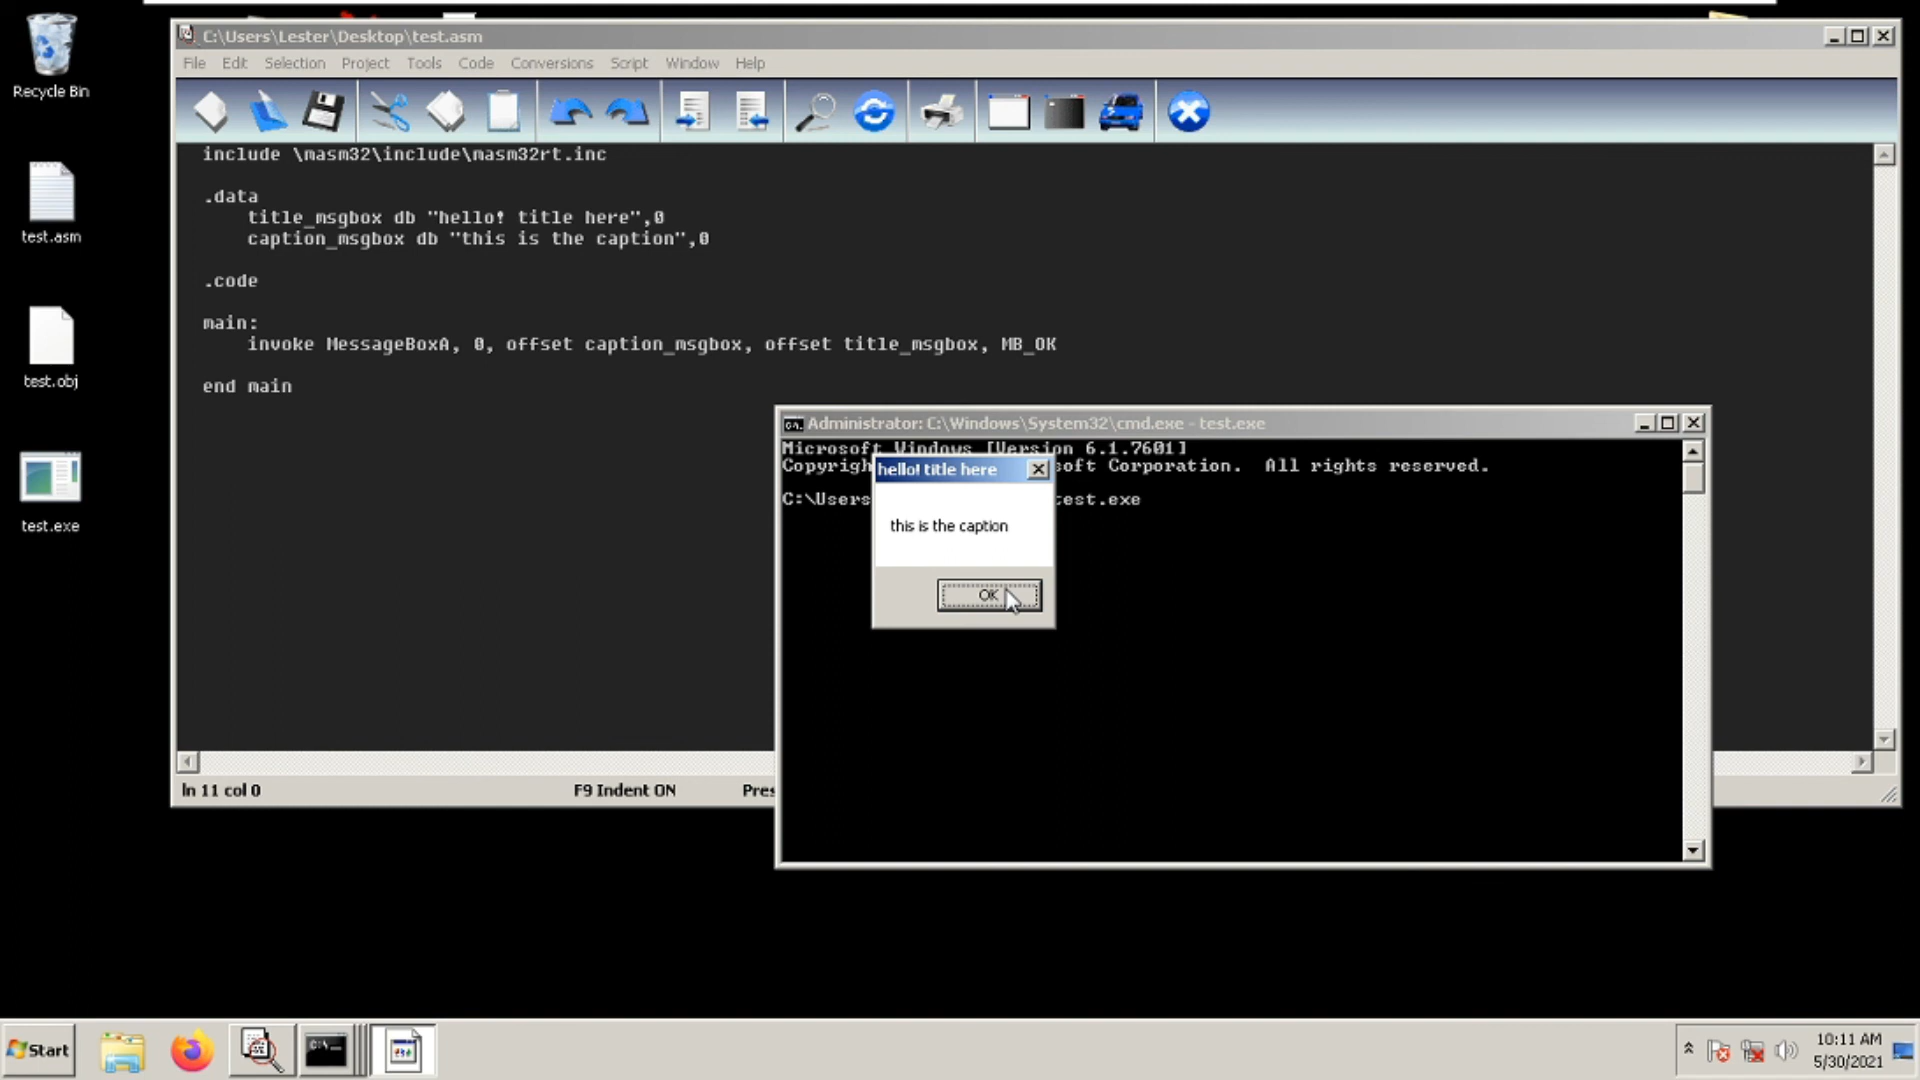 Recycle Bin
test.asm
test.obj
test.exe
C:\Users\Lester\Desktop\test.asm
File Edit Selection Project Tools Code Conversions Script Window Help
include \masm32\include\masm32rt.inc
.data
title_msgbox db "hello! title here",0
caption_msgbox db "this is the caption",0
.code
main:
invoke MessageBoxA, 0, offset caption_msgbox, offset title_msgbox, MB_OK
end main
ln 11 col 0
F9 Indent ON
Pres
Administrator: C:\Windows\System32\cmd.exe - test.exe
Microsoft Windows [Version 6.1.7601]
Copyrigh
soft Corporation. All rights reserved.
C:\Users
test.exe
hello! title here
this is the caption
OK
Start
C:\_
10:11 AM
5/30/2021